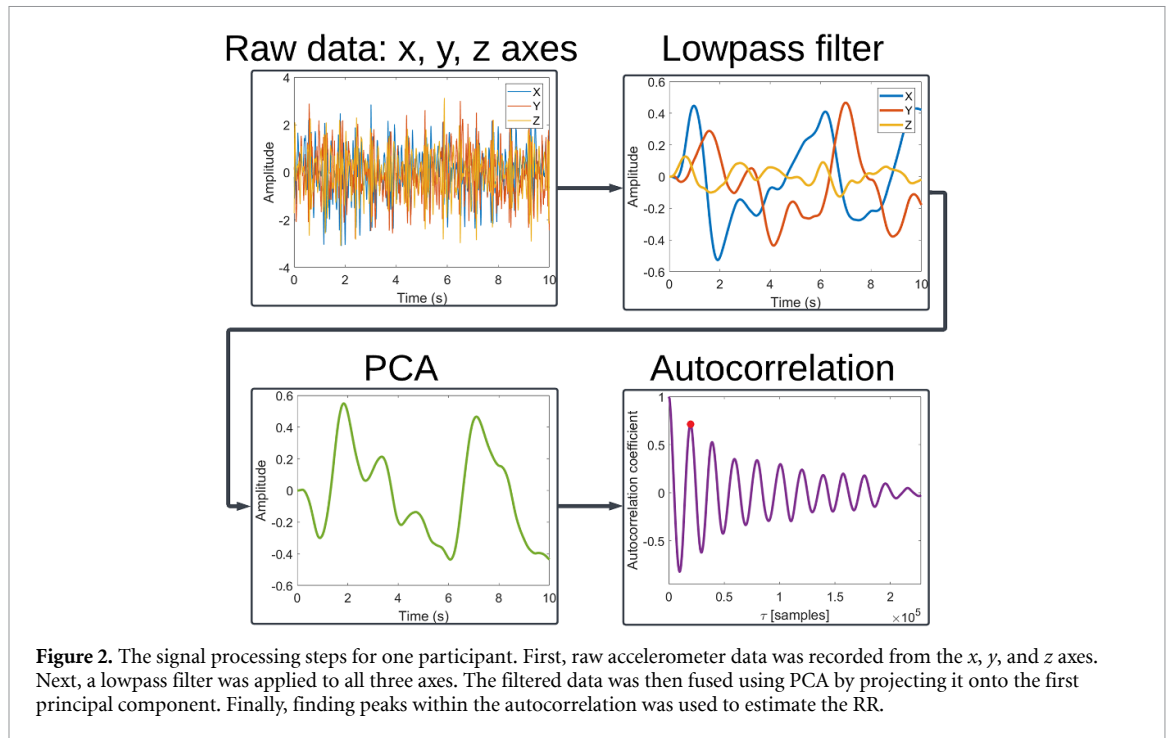 Raw data: x, y, z axes
Lowpass filter
4
2
0
-2
-4
Amplitude
X
Y
Z
0 2 4 6 8 10
Time (s)
0.6
0.4
0.2
0
-0.2
-0.4
-0.6
Amplitude
X
Y
Z
0 2 4 6 8 10
Time (s)
PCA
Autocorrelation
0.6
0.4
0.2
0
-0.2
-0.4
-0.6
Amplitude
0 2 4 6 8 10
Time (s)
1
0.5
0
-0.5
Autocorrelation coefficient
0 0.5 1 1.5 2
τ [samples]
×10⁵
Figure 2. The signal processing steps for one participant. First, raw accelerometer data was recorded from the x, y, and z axes.
Next, a lowpass filter was applied to all three axes. The filtered data was then fused using PCA by projecting it onto the first
principal component. Finally, finding peaks within the autocorrelation was used to estimate the RR.